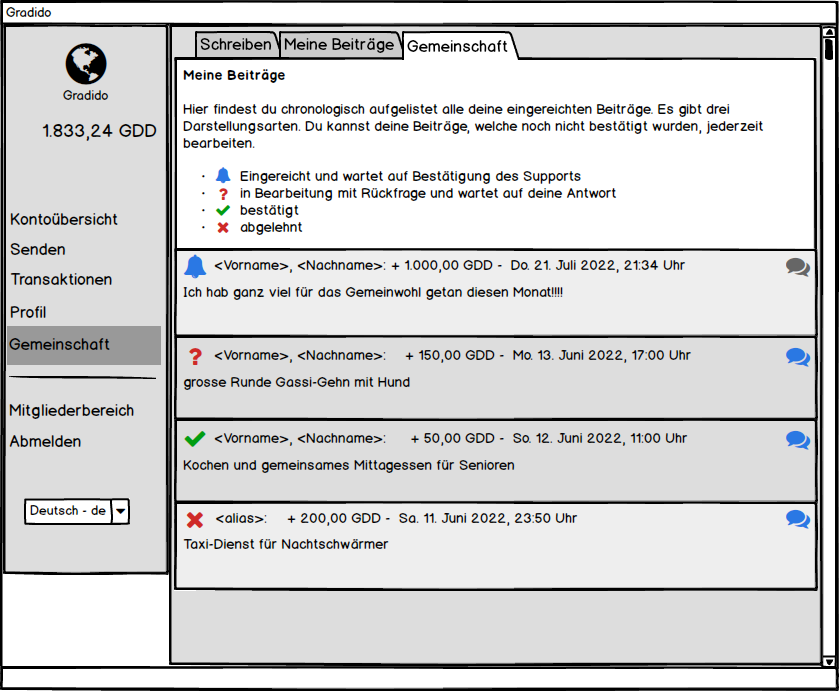 Gradido
Gradido
1.833,24 GDD
Kontoübersicht
Senden
Transaktionen
Profil
Gemeinschaft
Mitgliederbereich
Abmelden
Deutsch - de
Schreiben
Meine Beiträge
Gemeinschaft
Meine Beiträge
Hier findest du chronologisch aufgelistet alle deine eingereichten Beiträge. Es gibt drei
Darstellungsarten. Du kannst deine Beiträge, welche noch nicht bestätigt wurden, jederzeit
bearbeiten.
· Eingereicht und wartet auf Bestätigung des Supports
· ? in Bearbeitung mit Rückfrage und wartet auf deine Antwort
· bestätigt
· abgelehnt
<Vorname>, <Nachname>: + 1.000,00 GDD - Do. 21. Juli 2022, 21:34 Uhr
Ich hab ganz viel für das Gemeinwohl getan diesen Monat!!!!
? <Vorname>, <Nachname>: + 150,00 GDD - Mo. 13. Juni 2022, 17:00 Uhr
grosse Runde Gassi-Gehn mit Hund
<Vorname>, <Nachname>: + 50,00 GDD - So. 12. Juni 2022, 11:00 Uhr
Kochen und gemeinsames Mittagessen für Senioren
<alias>: + 200,00 GDD - Sa. 11. Juni 2022, 23:50 Uhr
Taxi-Dienst für Nachtschwärmer